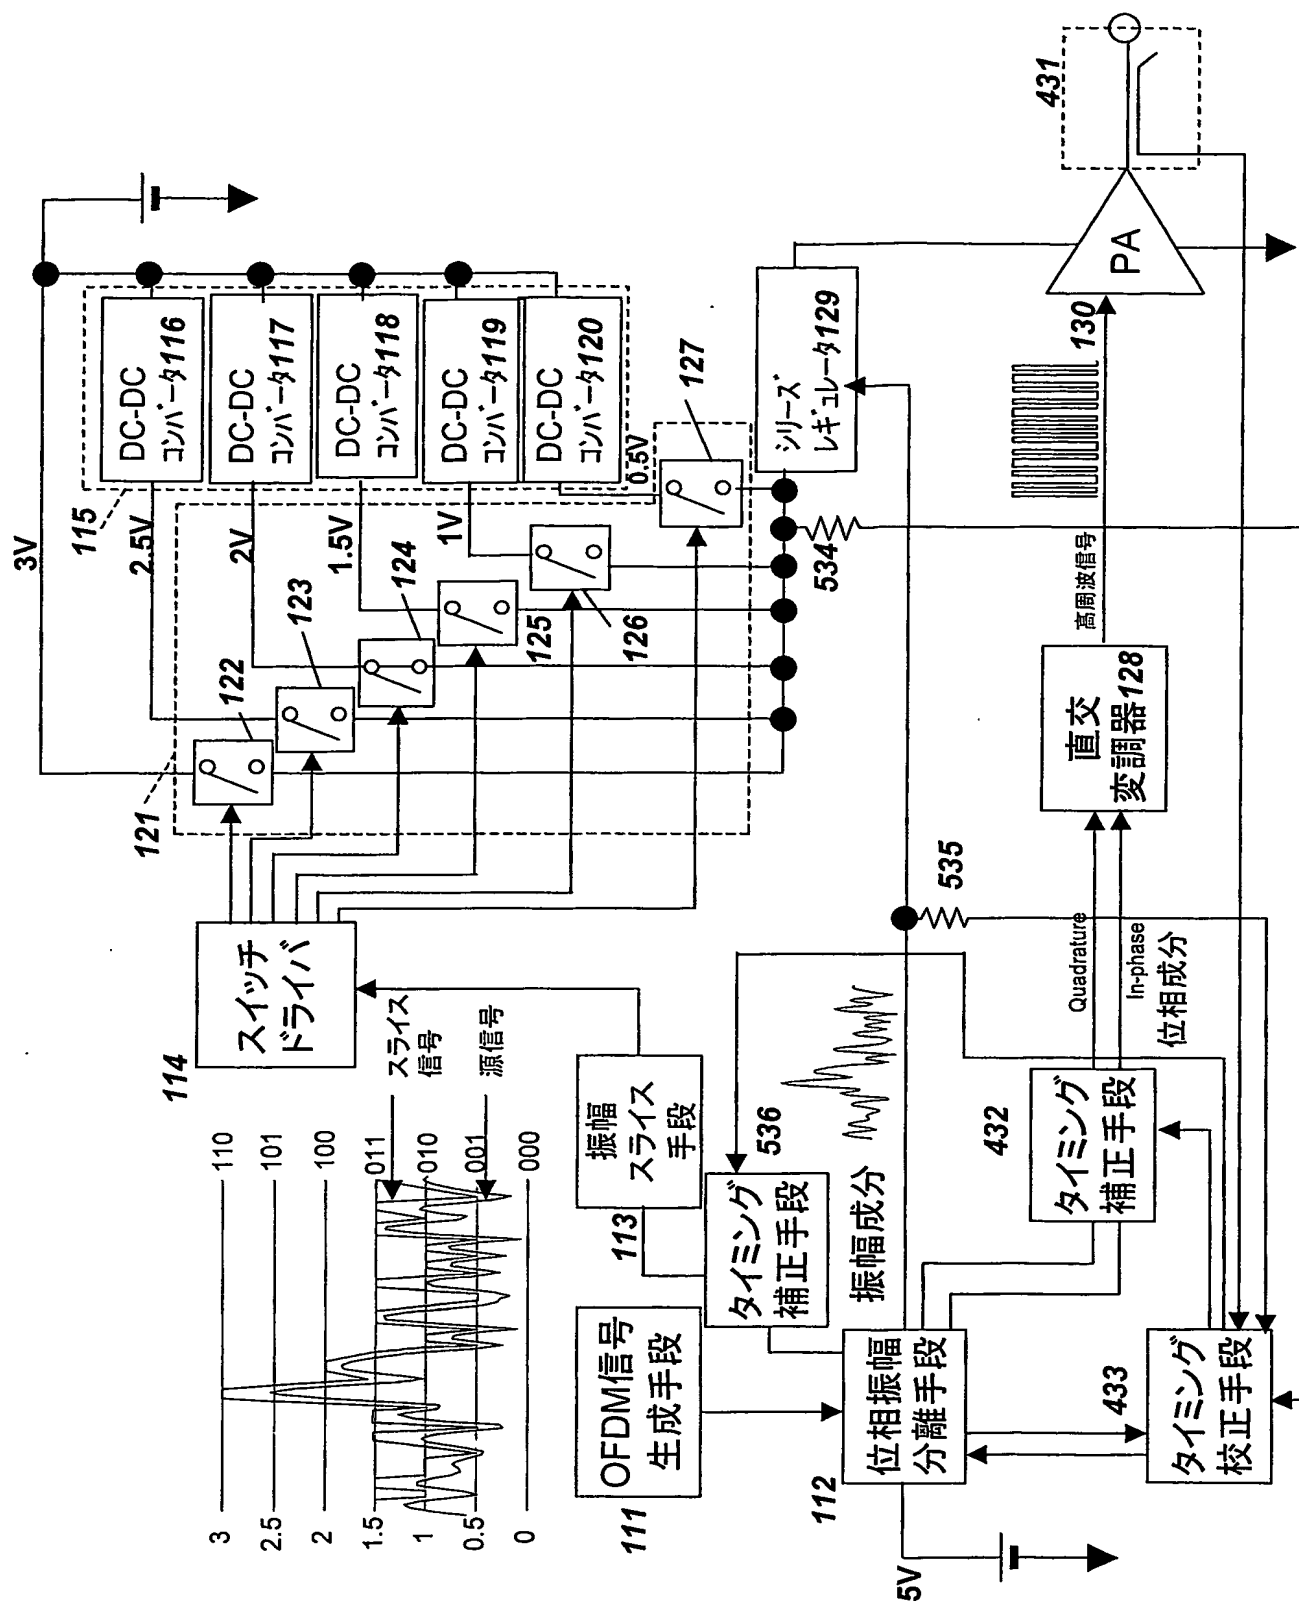 3
2.5
2
1.5
1
0.5
0
110
101
100
011
010
001
000
スライス
信号
源信号
114
スイッチ
ドライバ
121
122
123
124
125
126
127
3V
2.5V
2V
1.5V
1V
0.5V
115
DC-DC
コンバータ116
DC-DC
コンバータ117
DC-DC
コンバータ118
DC-DC
コンバータ119
DC-DC
コンバータ120
111
OFDM信号
生成手段
113
振幅
スライス
手段
536
タイミング
補正手段
振幅成分
534
シリーズ
レギュレータ129
112
位相振幅
分離手段
5V
535
432
タイミング
補正手段
Quadrature
In-phase
位相成分
直交
変調器128
高周波信号
130
PA
431
433
タイミング
校正手段